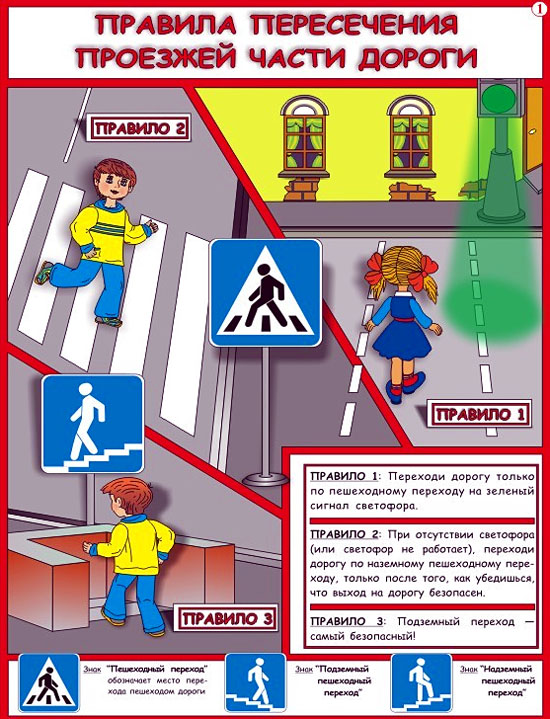 1
ПРАВИЛА ПЕРЕСЕЧЕНИЯ
ПРОЕЗЖЕЙ ЧАСТИ ДОРОГИ
ПРАВИЛО 2
ПРАВИЛО 1
ПРАВИЛО 3
ПРАВИЛО 1: Переходи дорогу только
по пешеходному переходу на зеленый
сигнал светофора.
ПРАВИЛО 2: При отсутствии светофора
(или светофор не работает), переходи
дорогу по наземному пешеходному пере-
ходу, только после того, как убедишься,
что выход на дорогу безопасен.
ПРАВИЛО 3: Подземный переход —
самый безопасный!
Знак "Пешеходный переход"
обозначает место пере-
хода пешеходом дороги
Знак "Подземный
пешеходный
переход"
Знак "Надземный
пешеходный
переход"